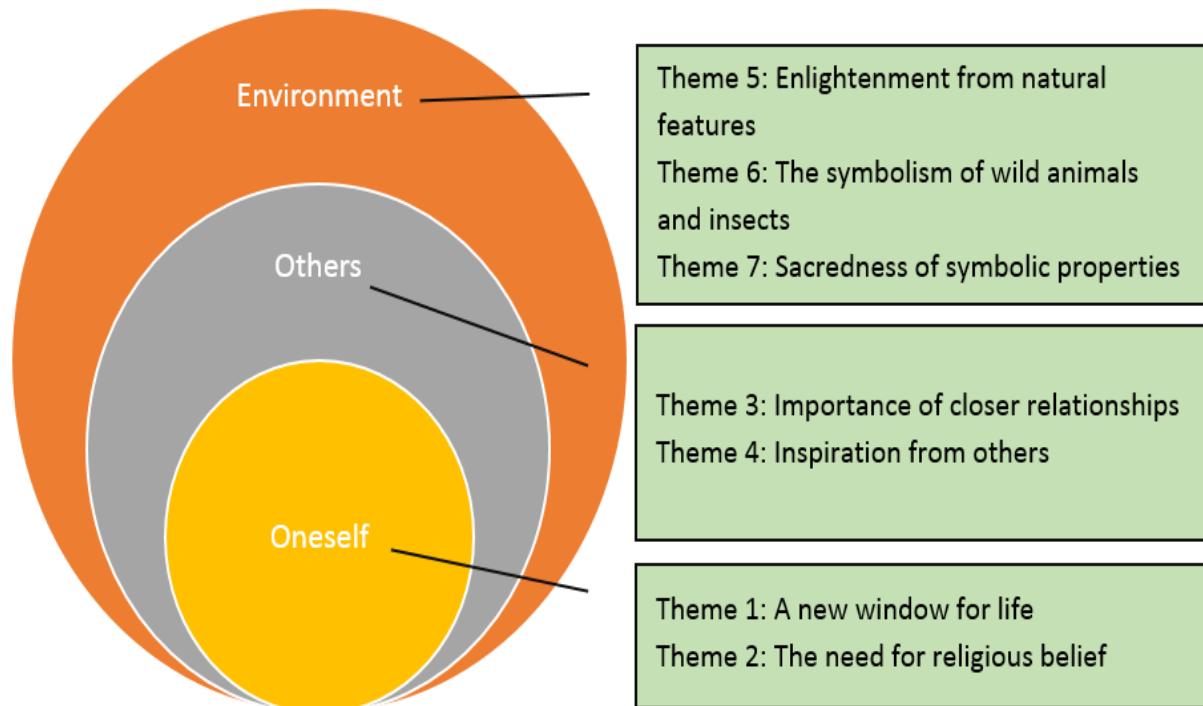 Environment
Theme 5: Enlightenment from natural
features
Theme 6: The symbolism of wild animals
and insects
Theme 7: Sacredness of symbolic properties
Others
Theme 3: Importance of closer relationships
Theme 4: Inspiration from others
Oneself
Theme 1: A new window for life
Theme 2: The need for religious belief